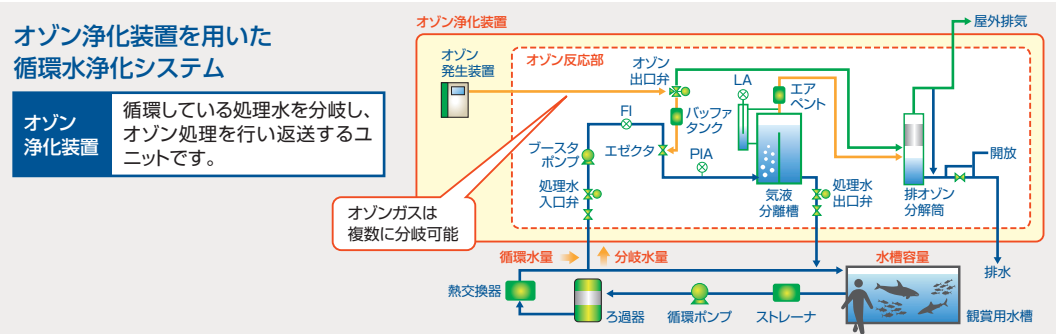 オゾン浄化装置を用いた
循環水浄化システム
オゾン
浄化装置
循環している処理水を分岐し、
オゾン処理を行い返送するユ
ニットです。
オゾン浄化装置
屋外排気
オゾン
発生装置
オゾン反応部
オゾン
出口弁
LA
エア
ベント
FI
バッファ
タンク
ブースタ
ポンプ
エゼクタ
PIA
開放
処理水
入口弁
気液
分離槽
処理水
出口弁
排オゾン
分解筒
オゾンガスは
複数に分岐可能
循環水量
分岐水量
水槽容量
排水
熱交換器
ろ過器
循環ポンプ
ストレーナ
観賞用水槽